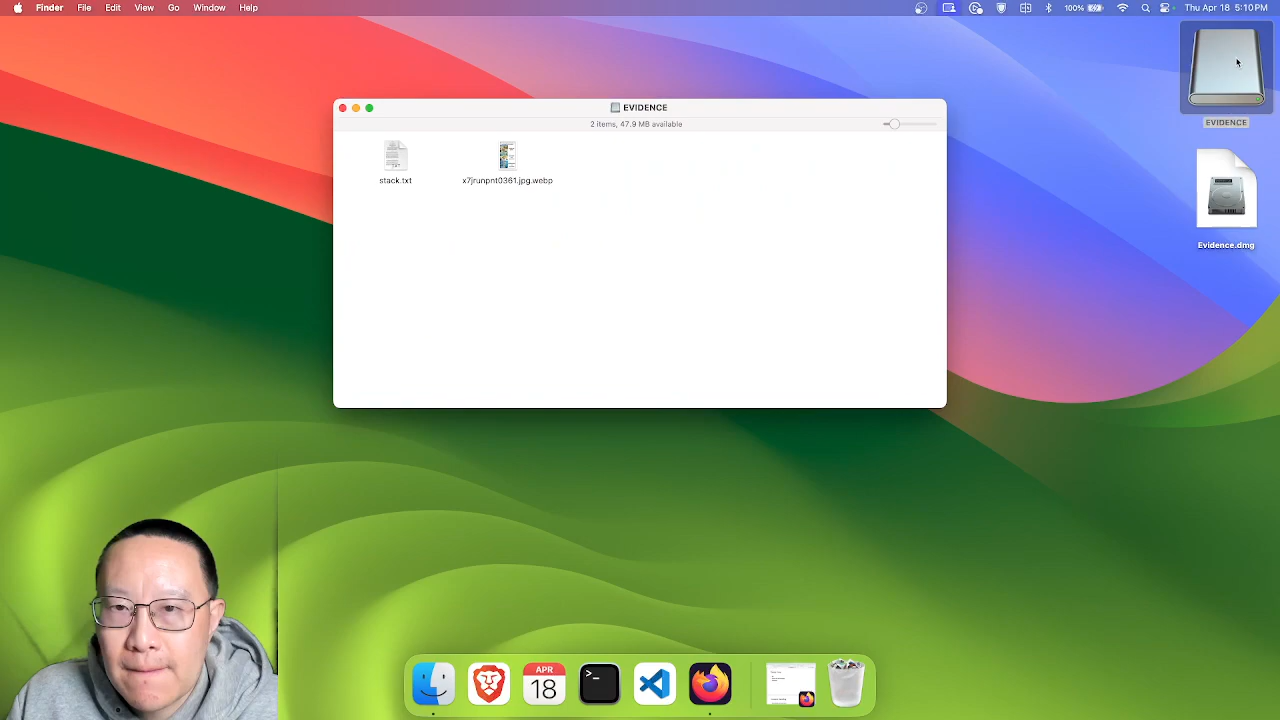 Finder File Edit View Go Window Help
100% Thu Apr 18 5:10 PM
EVIDENCE
2 items, 47.9 MB available
stack.txt
x7jrunpnt0361.jpg.webp
EVIDENCE
Evidence.dmg
APR
18